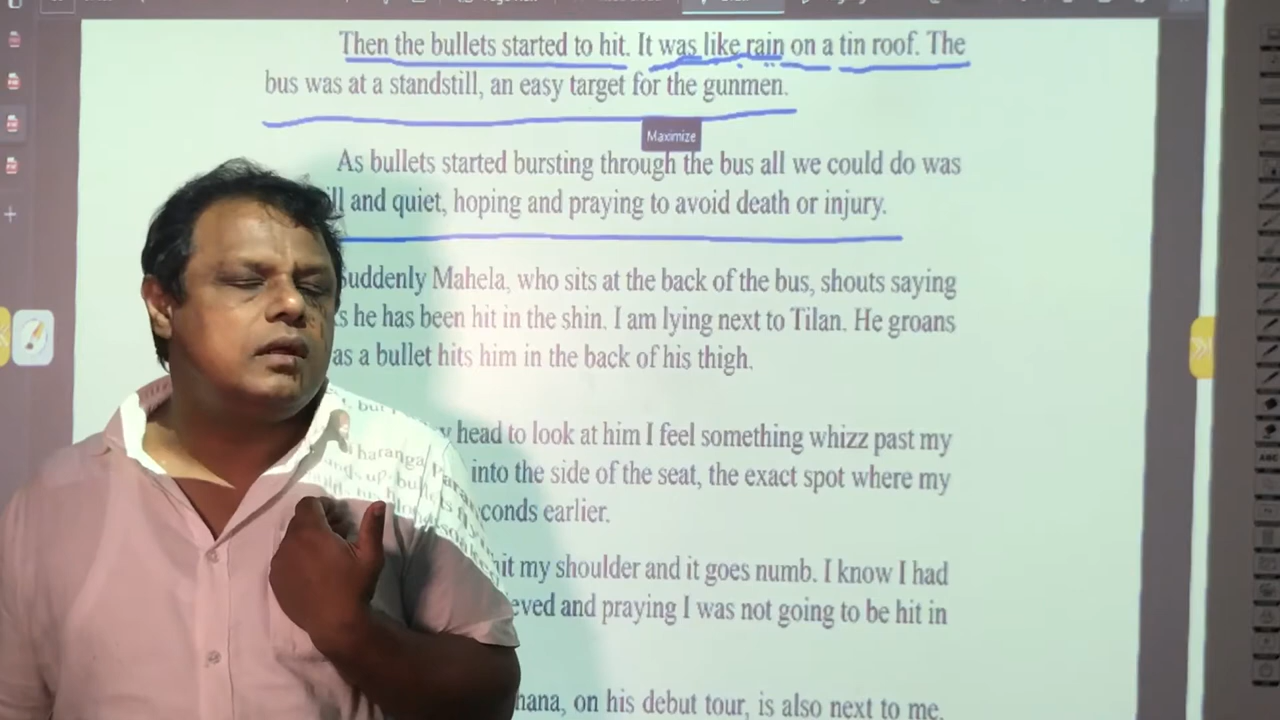 Then the bullets started to hit. It was like rain on a tin roof. The
bus was at a standstill, an easy target for the gunmen.
Maximize
As bullets started bursting through the bus all we could do was
and quiet, hoping and praying to avoid death or injury.
Suddenly Mahela, who sits at the back of the bus, shouts saying
he has been hit in the shin. I am lying next to Tilan. He groans
as a bullet hits him in the back of his thigh.
head to look at him I feel something whizz past my
into the side of the seat, the exact spot where my
earlier.
hit my shoulder and it goes numb. I know I had
and praying I was not going to be hit in
on his debut tour, is also next to me.
ABC